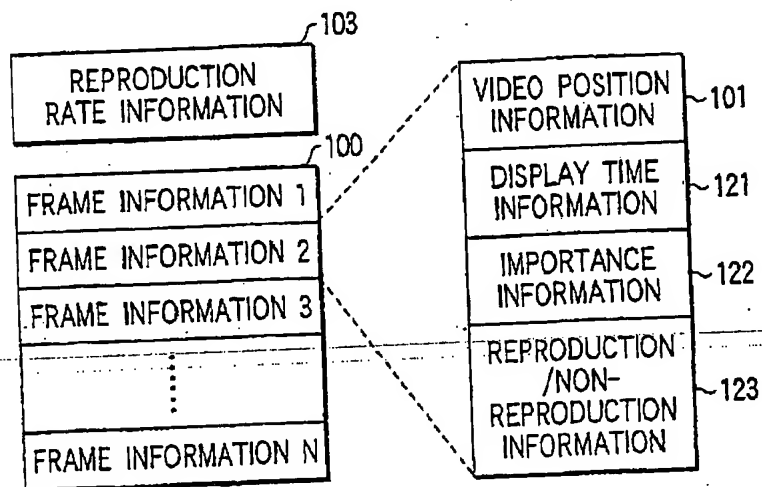 103
REPRODUCTION
RATE INFORMATION
100
FRAME INFORMATION 1
FRAME INFORMATION 2
FRAME INFORMATION 3
FRAME INFORMATION N
VIDEO POSITION
INFORMATION
101
DISPLAY TIME
INFORMATION
121
IMPORTANCE
INFORMATION
122
REPRODUCTION
/NON-
REPRODUCTION
INFORMATION
123